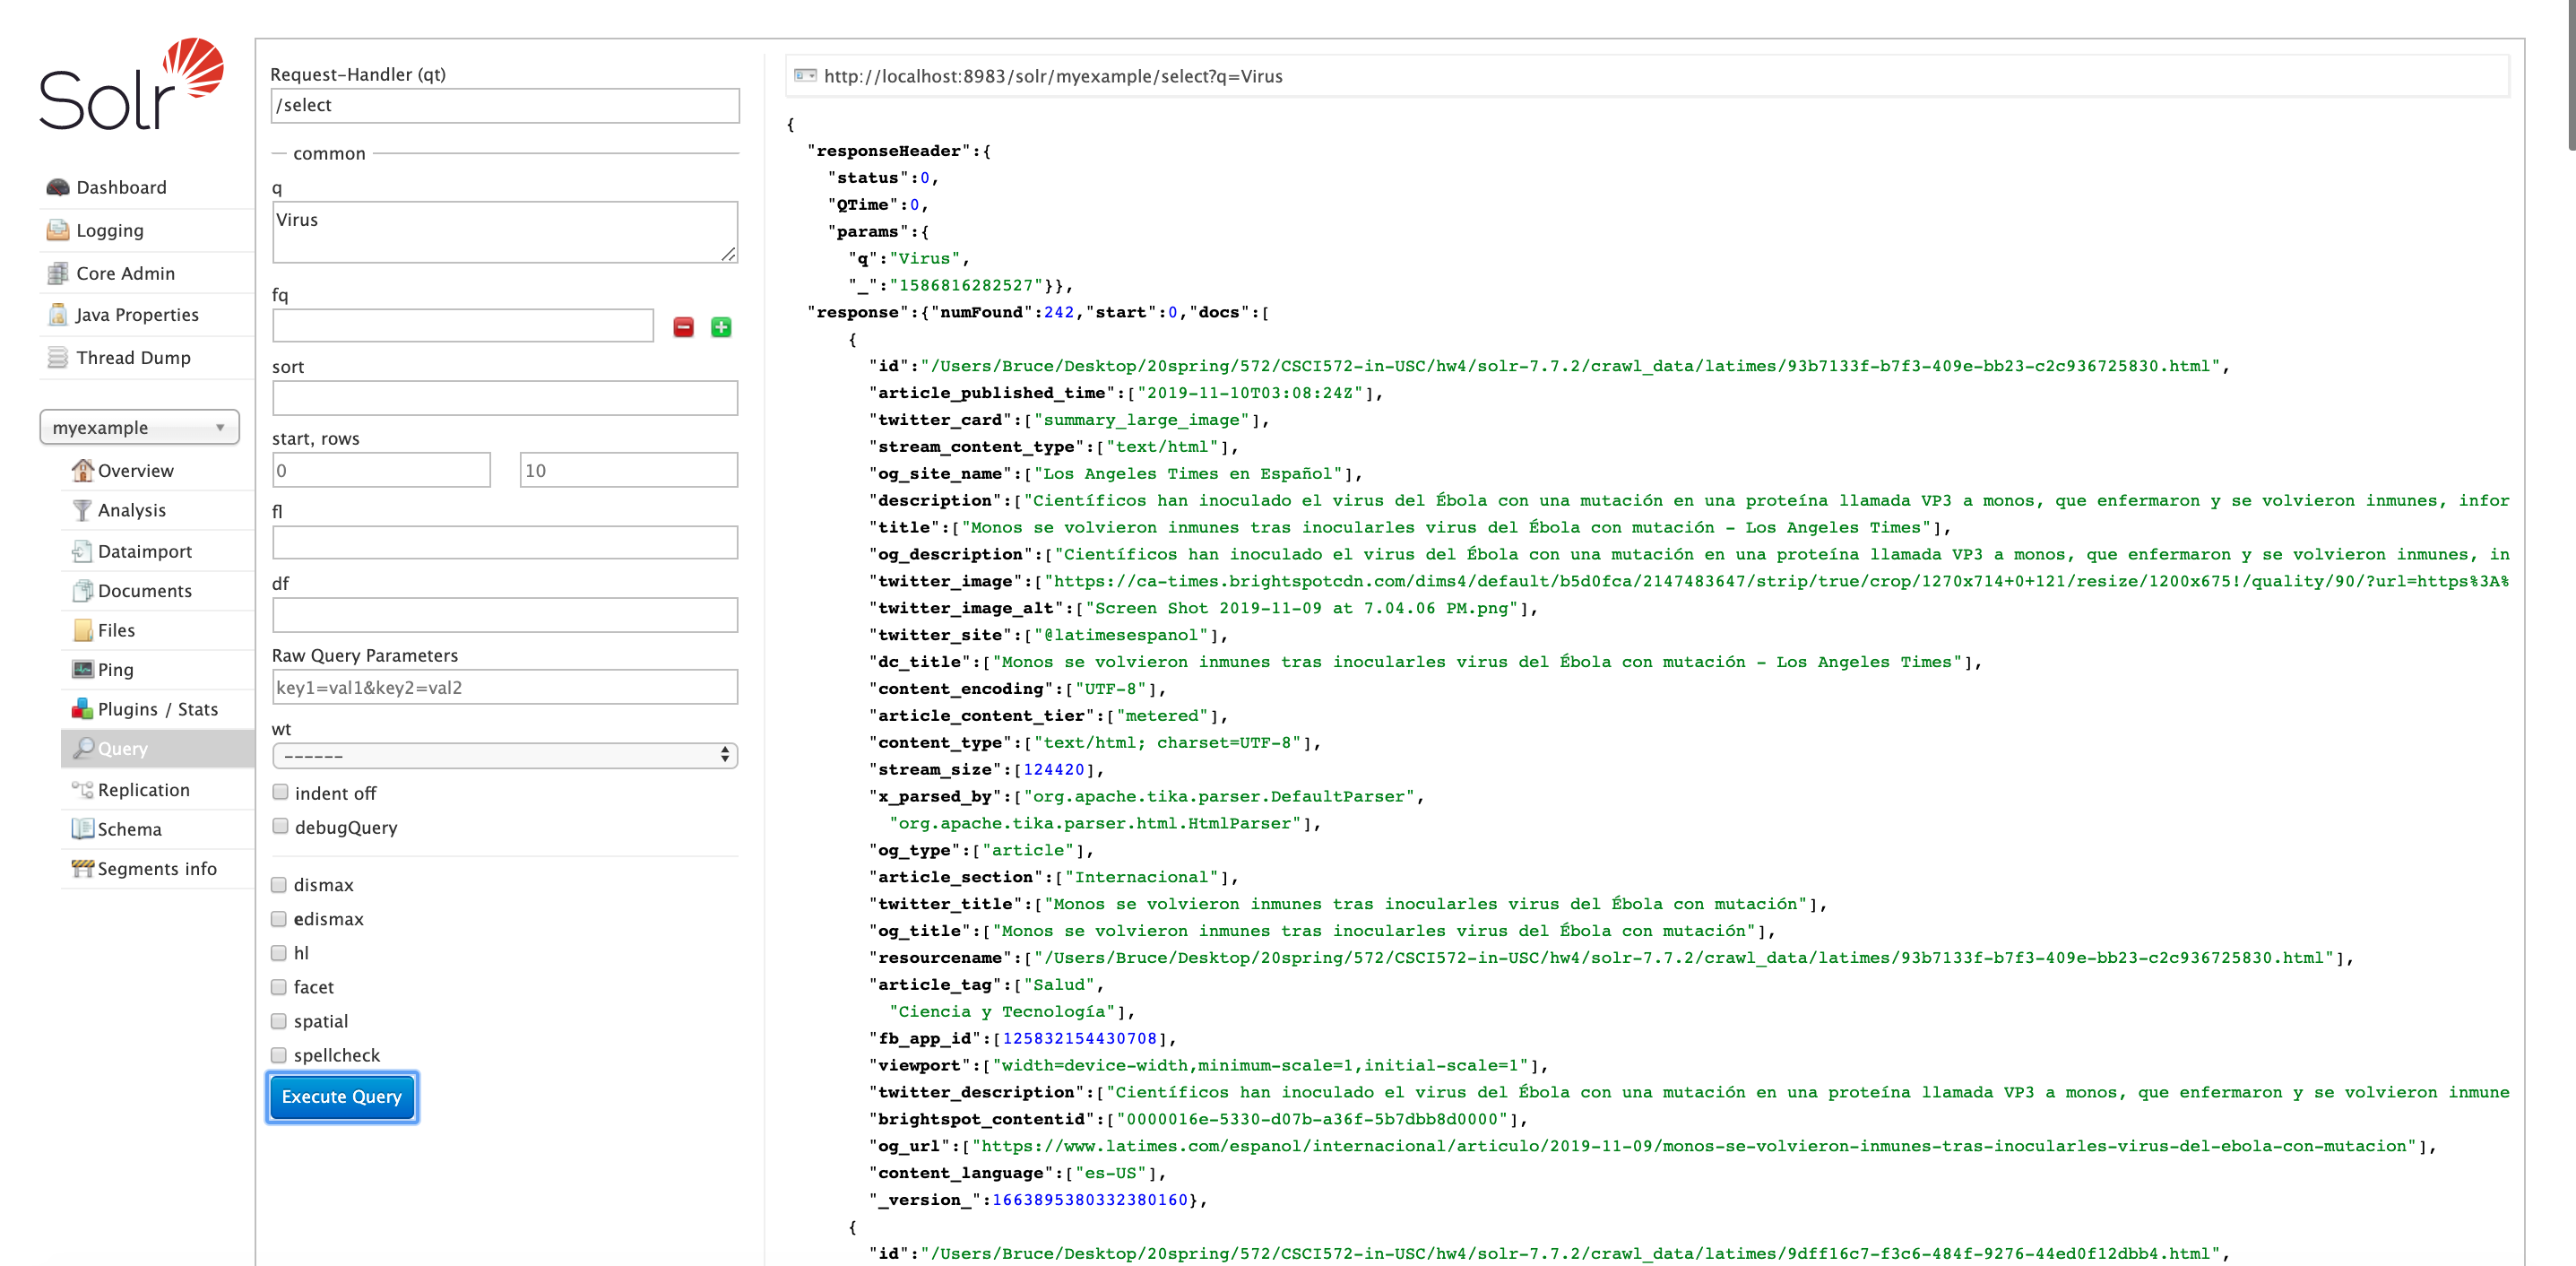 Solr
Dashboard
Logging
Core Admin
Java Properties
Thread Dump
myexample
Overview
Analysis
Dataimport
Documents
Files
Ping
Plugins / Stats
Query
Replication
Schema
Segments info
Request-Handler (qt)
/select
common
q
Virus
fq
sort
start, rows
0 10
fl
df
Raw Query Parameters
key1=val1&key2=val2
wt
------
indent off
debugQuery
dismax
edismax
hl
facet
spatial
spellcheck
Execute Query
http://localhost:8983/solr/myexample/select?q=Virus
{
"responseHeader":{
"status":0,
"QTime":0,
"params":{
"q":"Virus",
"_":"1586816282527"}},
"response":{"numFound":242,"start":0,"docs":[
{
"id":"/Users/Bruce/Desktop/20spring/572/CSCI572-in-USC/hw4/solr-7.7.2/crawl_data/latimes/93b7133f-b7f3-409e-bb23-c2c936725830.html",
"article_published_time":["2019-11-10T03:08:24Z"],
"twitter_card":["summary_large_image"],
"stream_content_type":["text/html"],
"og_site_name":["Los Angeles Times en Español"],
"description":["Científicos han inoculado el virus del Ébola con una mutación en una proteína llamada VP3 a monos, que enfermaron y se volvieron inmunes, infor
"title":["Monos se volvieron inmunes tras inocularles virus del Ébola con mutación - Los Angeles Times"],
"og_description":["Científicos han inoculado el virus del Ébola con una mutación en una proteína llamada VP3 a monos, que enfermaron y se volvieron inmunes, in
"twitter_image":["https://ca-times.brightspotcdn.com/dims4/default/b5d0fca/2147483647/strip/true/crop/1270x714+0+121/resize/1200x675!/quality/90/?url=https%3A%
"twitter_image_alt":["Screen Shot 2019-11-09 at 7.04.06 PM.png"],
"twitter_site":["@latimesespanol"],
"dc_title":["Monos se volvieron inmunes tras inocularles virus del Ébola con mutación - Los Angeles Times"],
"content_encoding":["UTF-8"],
"article_content_tier":["metered"],
"content_type":["text/html; charset=UTF-8"],
"stream_size":[124420],
"x_parsed_by":["org.apache.tika.parser.DefaultParser",
"org.apache.tika.parser.html.HtmlParser"],
"og_type":["article"],
"article_section":["Internacional"],
"twitter_title":["Monos se volvieron inmunes tras inocularles virus del Ébola con mutación"],
"og_title":["Monos se volvieron inmunes tras inocularles virus del Ébola con mutación"],
"resourcename":["/Users/Bruce/Desktop/20spring/572/CSCI572-in-USC/hw4/solr-7.7.2/crawl_data/latimes/93b7133f-b7f3-409e-bb23-c2c936725830.html"],
"article_tag":["Salud",
"Ciencia y Tecnología"],
"fb_app_id":[125832154430708],
"viewport":["width=device-width,minimum-scale=1,initial-scale=1"],
"twitter_description":["Científicos han inoculado el virus del Ébola con una mutación en una proteína llamada VP3 a monos, que enfermaron y se volvieron inmune
"brightspot_contentid":["0000016e-5330-d07b-a36f-5b7dbb8d0000"],
"og_url":["https://www.latimes.com/espanol/internacional/articulo/2019-11-09/monos-se-volvieron-inmunes-tras-inocularles-virus-del-ebola-con-mutacion"],
"content_language":["es-US"],
"_version_":1663895380332380160},
{
"id":"/Users/Bruce/Desktop/20spring/572/CSCI572-in-USC/hw4/solr-7.7.2/crawl_data/latimes/9dff16c7-f3c6-484f-9276-44ed0f12dbb4.html",